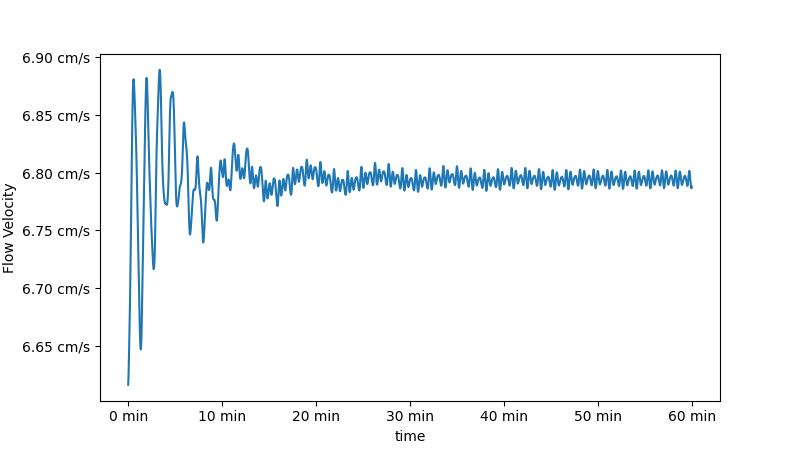 6.90 cm/s
6.85 cm/s
6.80 cm/s
6.75 cm/s
6.70 cm/s
6.65 cm/s
Flow Velocity
0 min 10 min 20 min 30 min 40 min 50 min 60 min
time